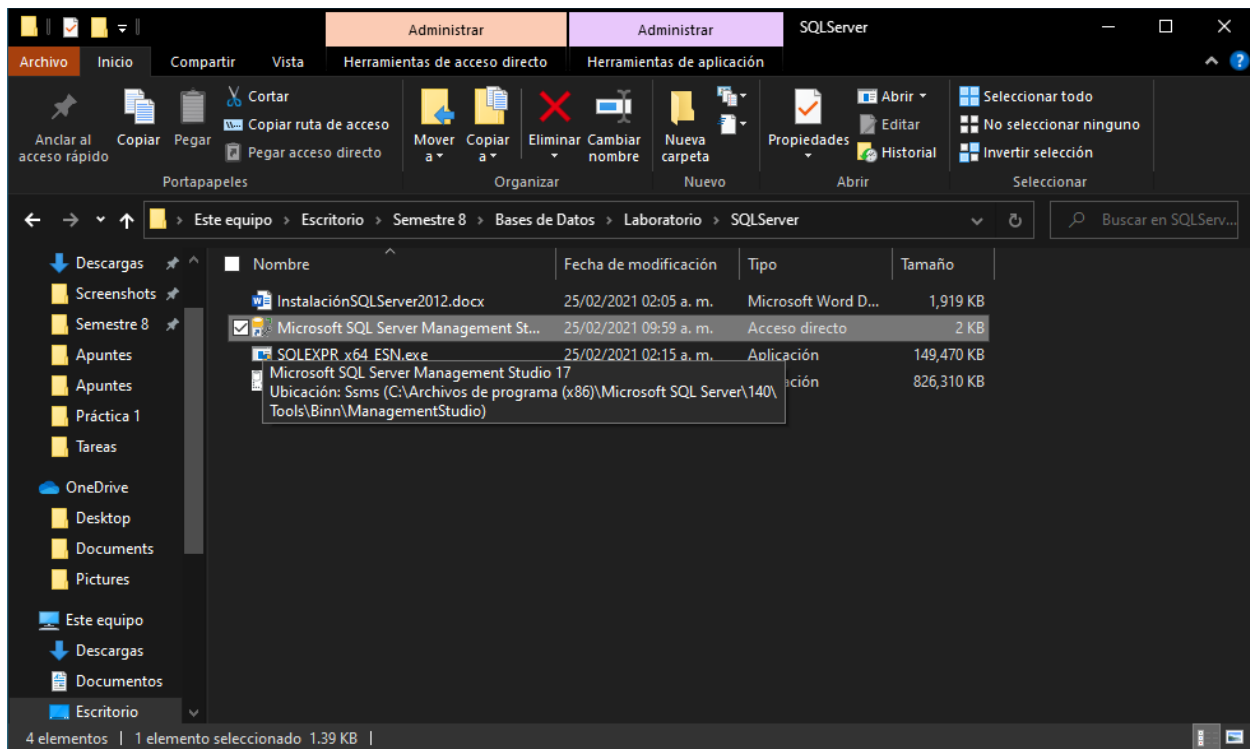 Administrar Administrar SQLServer
Archivo Inicio Compartir Vista Herramientas de acceso directo Herramientas de aplicación
Anclar al acceso rápido
Copiar
Pegar
Cortar
Copiar ruta de acceso
Pegar acceso directo
Portapapeles
Mover a
Copiar a
Eliminar
Cambiar nombre
Organizar
Nueva carpeta
Nuevo
Propiedades
Abrir
Editar
Historial
Abrir
Seleccionar todo
No seleccionar ninguno
Invertir selección
Seleccionar
Este equipo > Escritorio > Semestre 8 > Bases de Datos > Laboratorio > SQLServer
Buscar en SQLServ...
Descargas
Screenshots
Semestre 8
Apuntes
Apuntes
Práctica 1
Tareas
OneDrive
Desktop
Documents
Pictures
Este equipo
Descargas
Documentos
Escritorio
Nombre Fecha de modificación Tipo Tamaño
InstalaciónSQLServer2012.docx 25/02/2021 02:05 a. m. Microsoft Word D... 1,919 KB
Microsoft SQL Server Management St... 25/02/2021 09:59 a. m. Acceso directo 2 KB
SQLEXPR_x64_ESN.exe 25/02/2021 02:15 a. m. Aplicación 149,470 KB
826,310 KB
Microsoft SQL Server Management Studio 17
Ubicación: Ssms (C:\Archivos de programa (x86)\Microsoft SQL Server\140\
Tools\Binn\ManagementStudio)
4 elementos | 1 elemento seleccionado 1.39 KB |